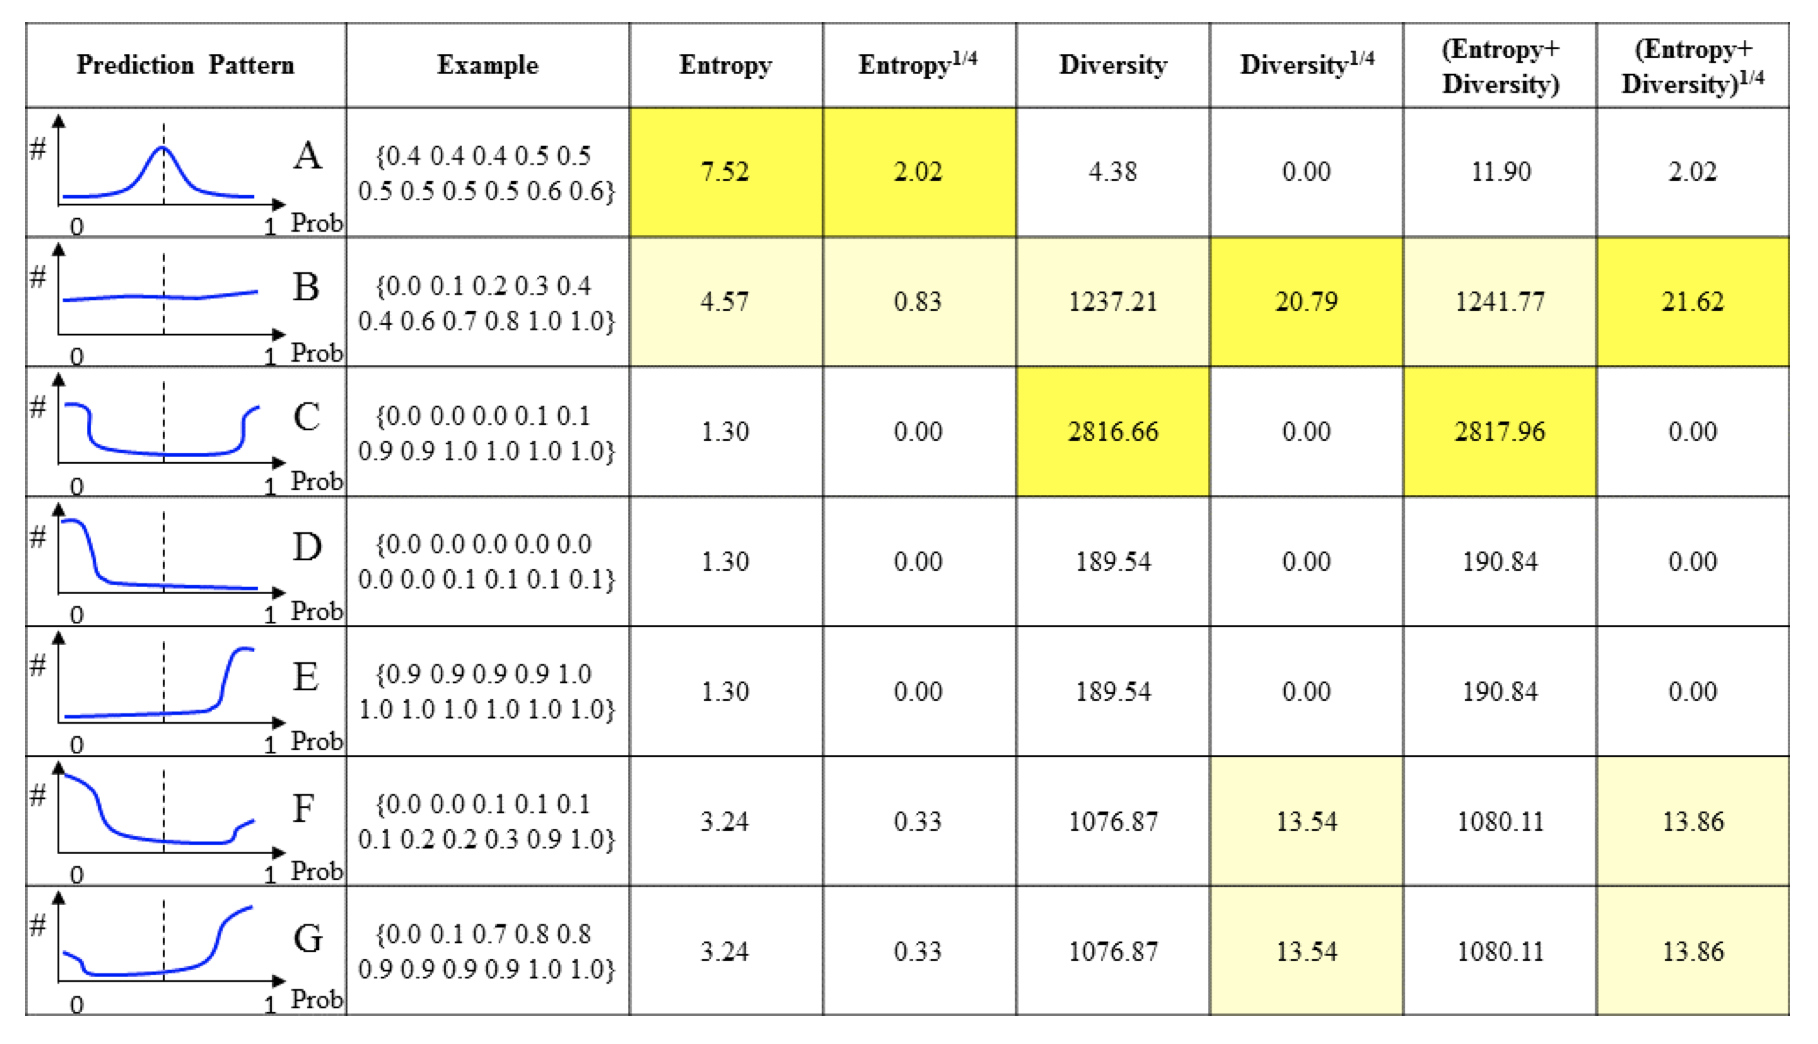 Prediction Pattern
Example
Entropy
Entropy1/4
Diversity
Diversity1/4
(Entropy+
Diversity)
(Entropy+
Diversity)1/4
#
A
0
1 Prob
{0.4 0.4 0.4 0.5 0.5
0.5 0.5 0.5 0.5 0.6 0.6}
7.52
2.02
4.38
0.00
11.90
2.02
#
B
0
1 Prob
{0.0 0.1 0.2 0.3 0.4
0.4 0.6 0.7 0.8 1.0 1.0}
4.57
0.83
1237.21
20.79
1241.77
21.62
#
C
0
1 Prob
{0.0 0.0 0.0 0.1 0.1
0.9 0.9 1.0 1.0 1.0 1.0}
1.30
0.00
2816.66
0.00
2817.96
0.00
#
D
0
1 Prob
{0.0 0.0 0.0 0.0 0.0
0.0 0.0 0.1 0.1 0.1 0.1}
1.30
0.00
189.54
0.00
190.84
0.00
#
E
0
1 Prob
{0.9 0.9 0.9 0.9 1.0
1.0 1.0 1.0 1.0 1.0 1.0}
1.30
0.00
189.54
0.00
190.84
0.00
#
F
0
1 Prob
{0.0 0.0 0.1 0.1 0.1
0.1 0.2 0.2 0.3 0.9 1.0}
3.24
0.33
1076.87
13.54
1080.11
13.86
#
G
0
1 Prob
{0.0 0.1 0.7 0.8 0.8
0.9 0.9 0.9 0.9 1.0 1.0}
3.24
0.33
1076.87
13.54
1080.11
13.86